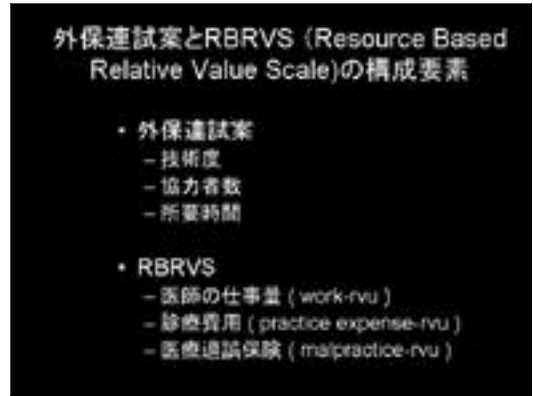 外保連試案とRBRVS（Resource Based
Relative Value Scale)の構成要素
• 外保連試案
– 技術度
– 協力者数
– 所要時間
• RBRVS
– 医師の仕事量 ( work-rvu )
– 診療費用 ( practice expense-rvu )
– 医療過誤保険 ( malpractice-rvu )